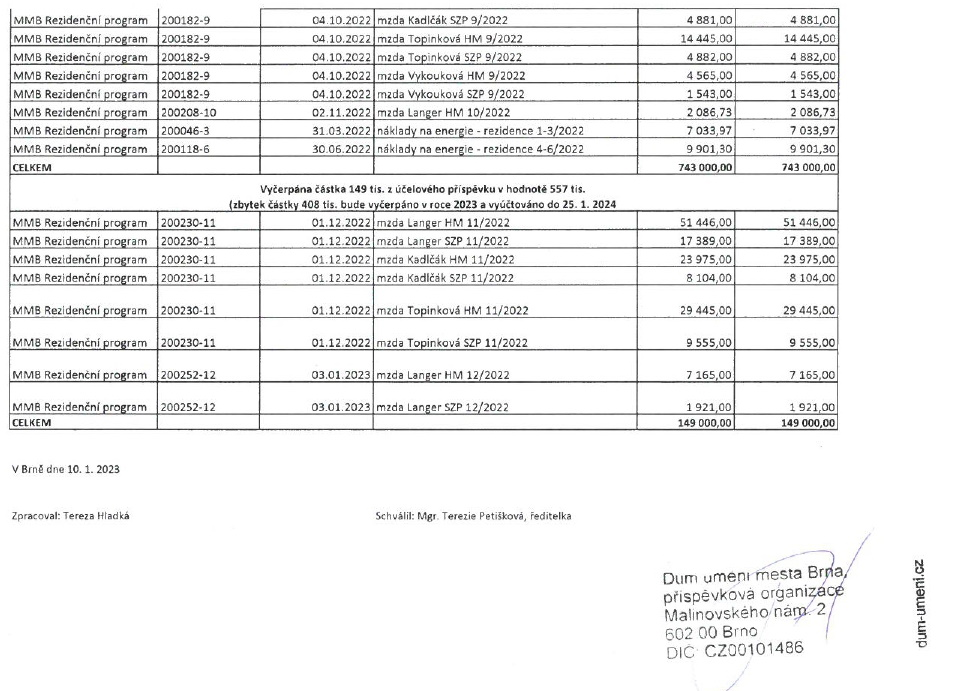 MMB Rezidenční program 200182-9 04.10.2022 mzda Kadlčák SZP 9/2022 4 881,00 4 881,00
MMB Rezidenční program 200182-9 04.10.2022 mzda Topinková HM 9/2022 14 445,00 14 445,00
MMB Rezidenční program 200182-9 04.10.2022 mzda Topinková SZP 9/2022 4 882,00 4 882,00
MMB Rezidenční program 200182-9 04.10.2022 mzda Vykouková HM 9/2022 4 565,00 4 565,00
MMB Rezidenční program 200182-9 04.10.2022 mzda Vykouková SZP 9/2022 1 543,00 1 543,00
MMB Rezidenční program 200208-10 02.11.2022 mzda Langer HM 10/2022 2 086,73 2 086,73
MMB Rezidenční program 200046-3 31.03.2022 náklady na energie - rezidence 1-3/2022 7 033,97 7 033,97
MMB Rezidenční program 200118-6 30.06.2022 náklady na energie - rezidence 4-6/2022 9 901,30 9 901,30
CELKEM 743 000,00 743 000,00
Vyčerpána částka 149 tis. z účelového příspěvku v hodnotě 557 tis.
(zbytek částky 408 tis. bude vyčerpáno v roce 2023 a vyúčtováno do 25. 1. 2024
MMB Rezidenční program 200230-11 01.12.2022 mzda Langer HM 11/2022 51 446,00 51 446,00
MMB Rezidenční program 200230-11 01.12.2022 mzda Langer SZP 11/2022 17 389,00 17 389,00
MMB Rezidenční program 200230-11 01.12.2022 mzda Kadlčák HM 11/2022 23 975,00 23 975,00
MMB Rezidenční program 200230-11 01.12.2022 mzda Kadlčák SZP 11/2022 8 104,00 8 104,00
MMB Rezidenční program 200230-11 01.12.2022 mzda Topinková HM 11/2022 29 445,00 29 445,00
MMB Rezidenční program 200230-11 01.12.2022 mzda Topinková SZP 11/2022 9 555,00 9 555,00
MMB Rezidenční program 200252-12 03.01.2023 mzda Langer HM 12/2022 7 165,00 7 165,00
MMB Rezidenční program 200252-12 03.01.2023 mzda Langer SZP 12/2022 1 921,00 1 921,00
CELKEM 149 000,00 149 000,00
V Brně dne 10. 1. 2023
Zpracoval: Tereza Hladká Schválil: Mgr. Terezie Petišková, ředitelka
Dum umeni mesta Brna,
příspěvková organizace
Malinovského nám. 2
602 00 Brno
DIČ: CZ00101486
dum-umeni.cz